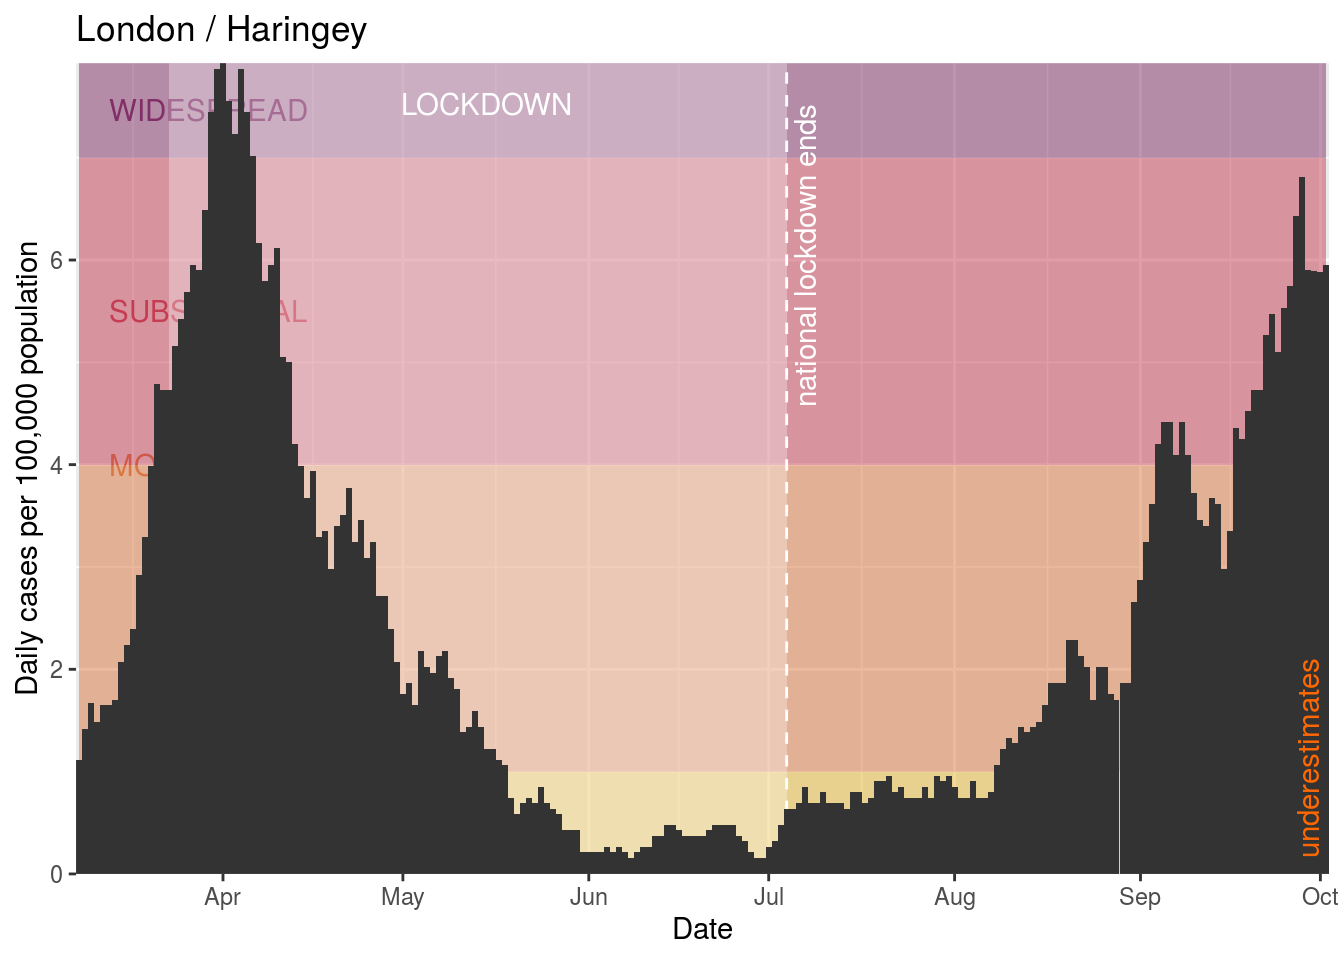 London / Haringey
WIDESPREAD
LOCKDOWN
national lockdown ends
6
4
2
0
Daily cases per 100,000 population
underestimates
Apr
May
Jun
Jul
Aug
Sep
Oct
Date